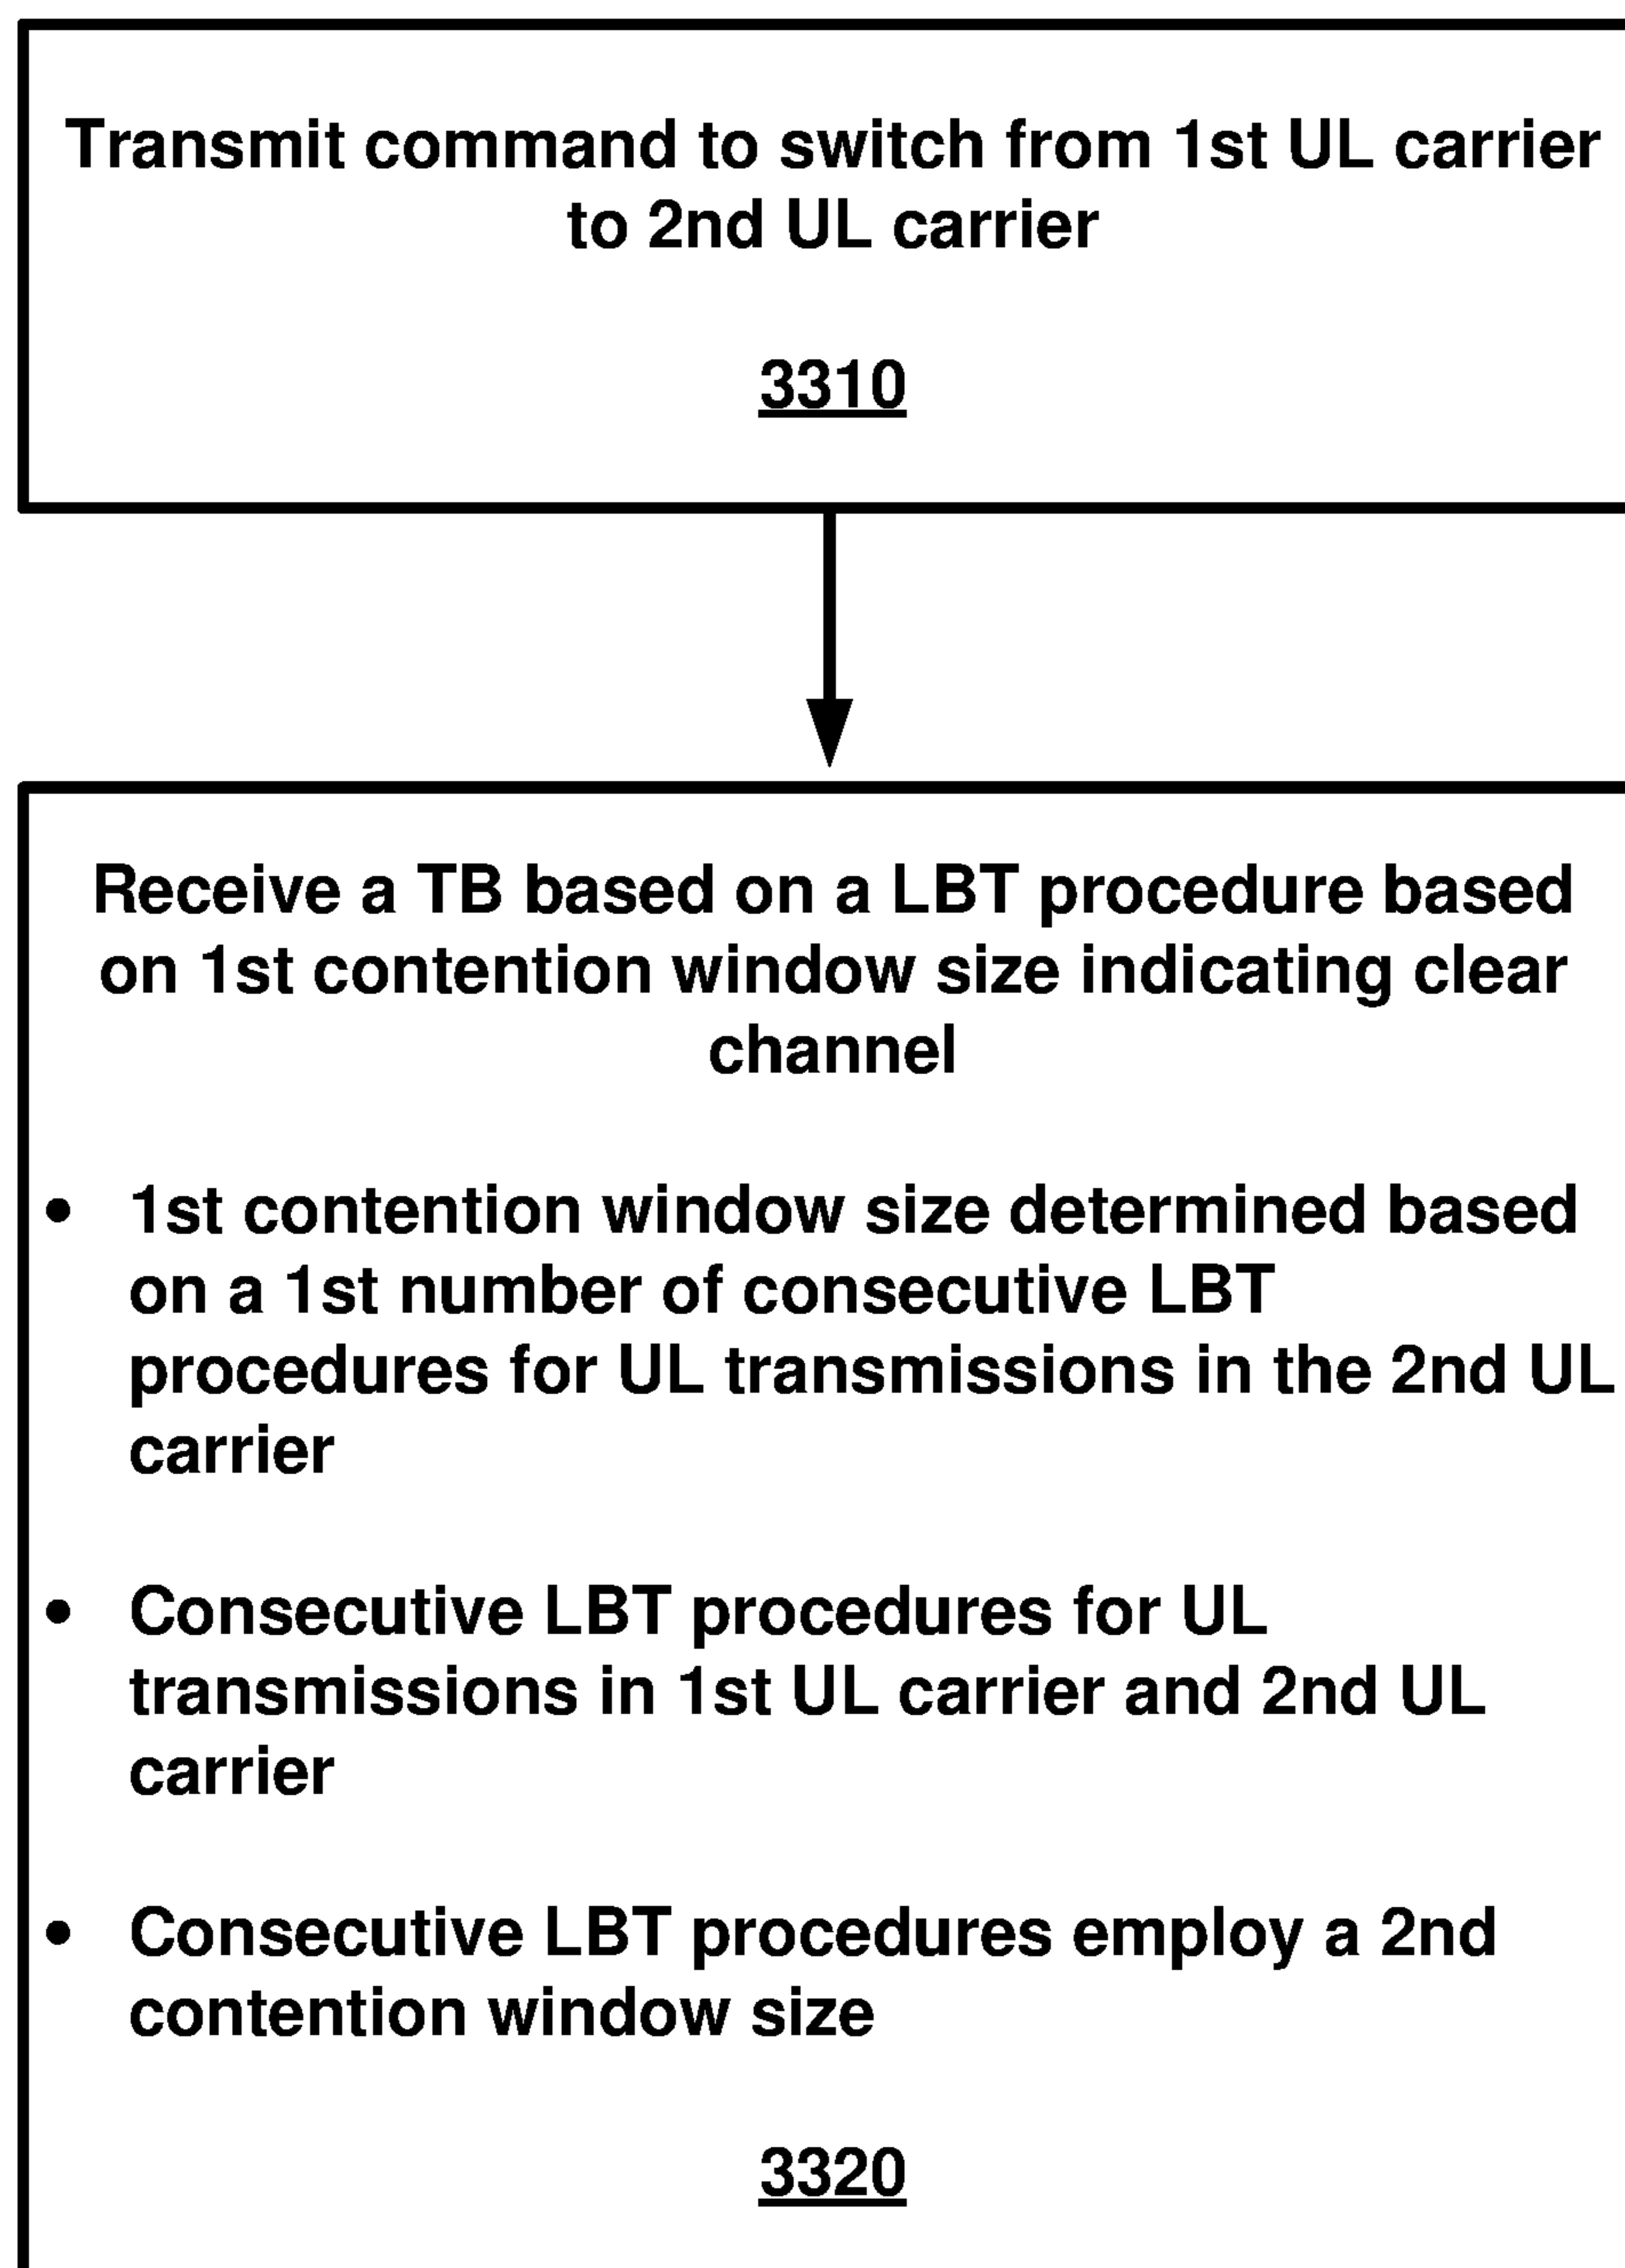 Transmit command to switch from 1st UL carrier
to 2nd UL carrier
3310
Receive a TB based on a LBT procedure based
on 1st contention window size indicating clear
channel
• 1st contention window size determined based
on a 1st number of consecutive LBT
procedures for UL transmissions in the 2nd UL
carrier
• Consecutive LBT procedures for UL
transmissions in 1st UL carrier and 2nd UL
carrier
• Consecutive LBT procedures employ a 2nd
contention window size
3320